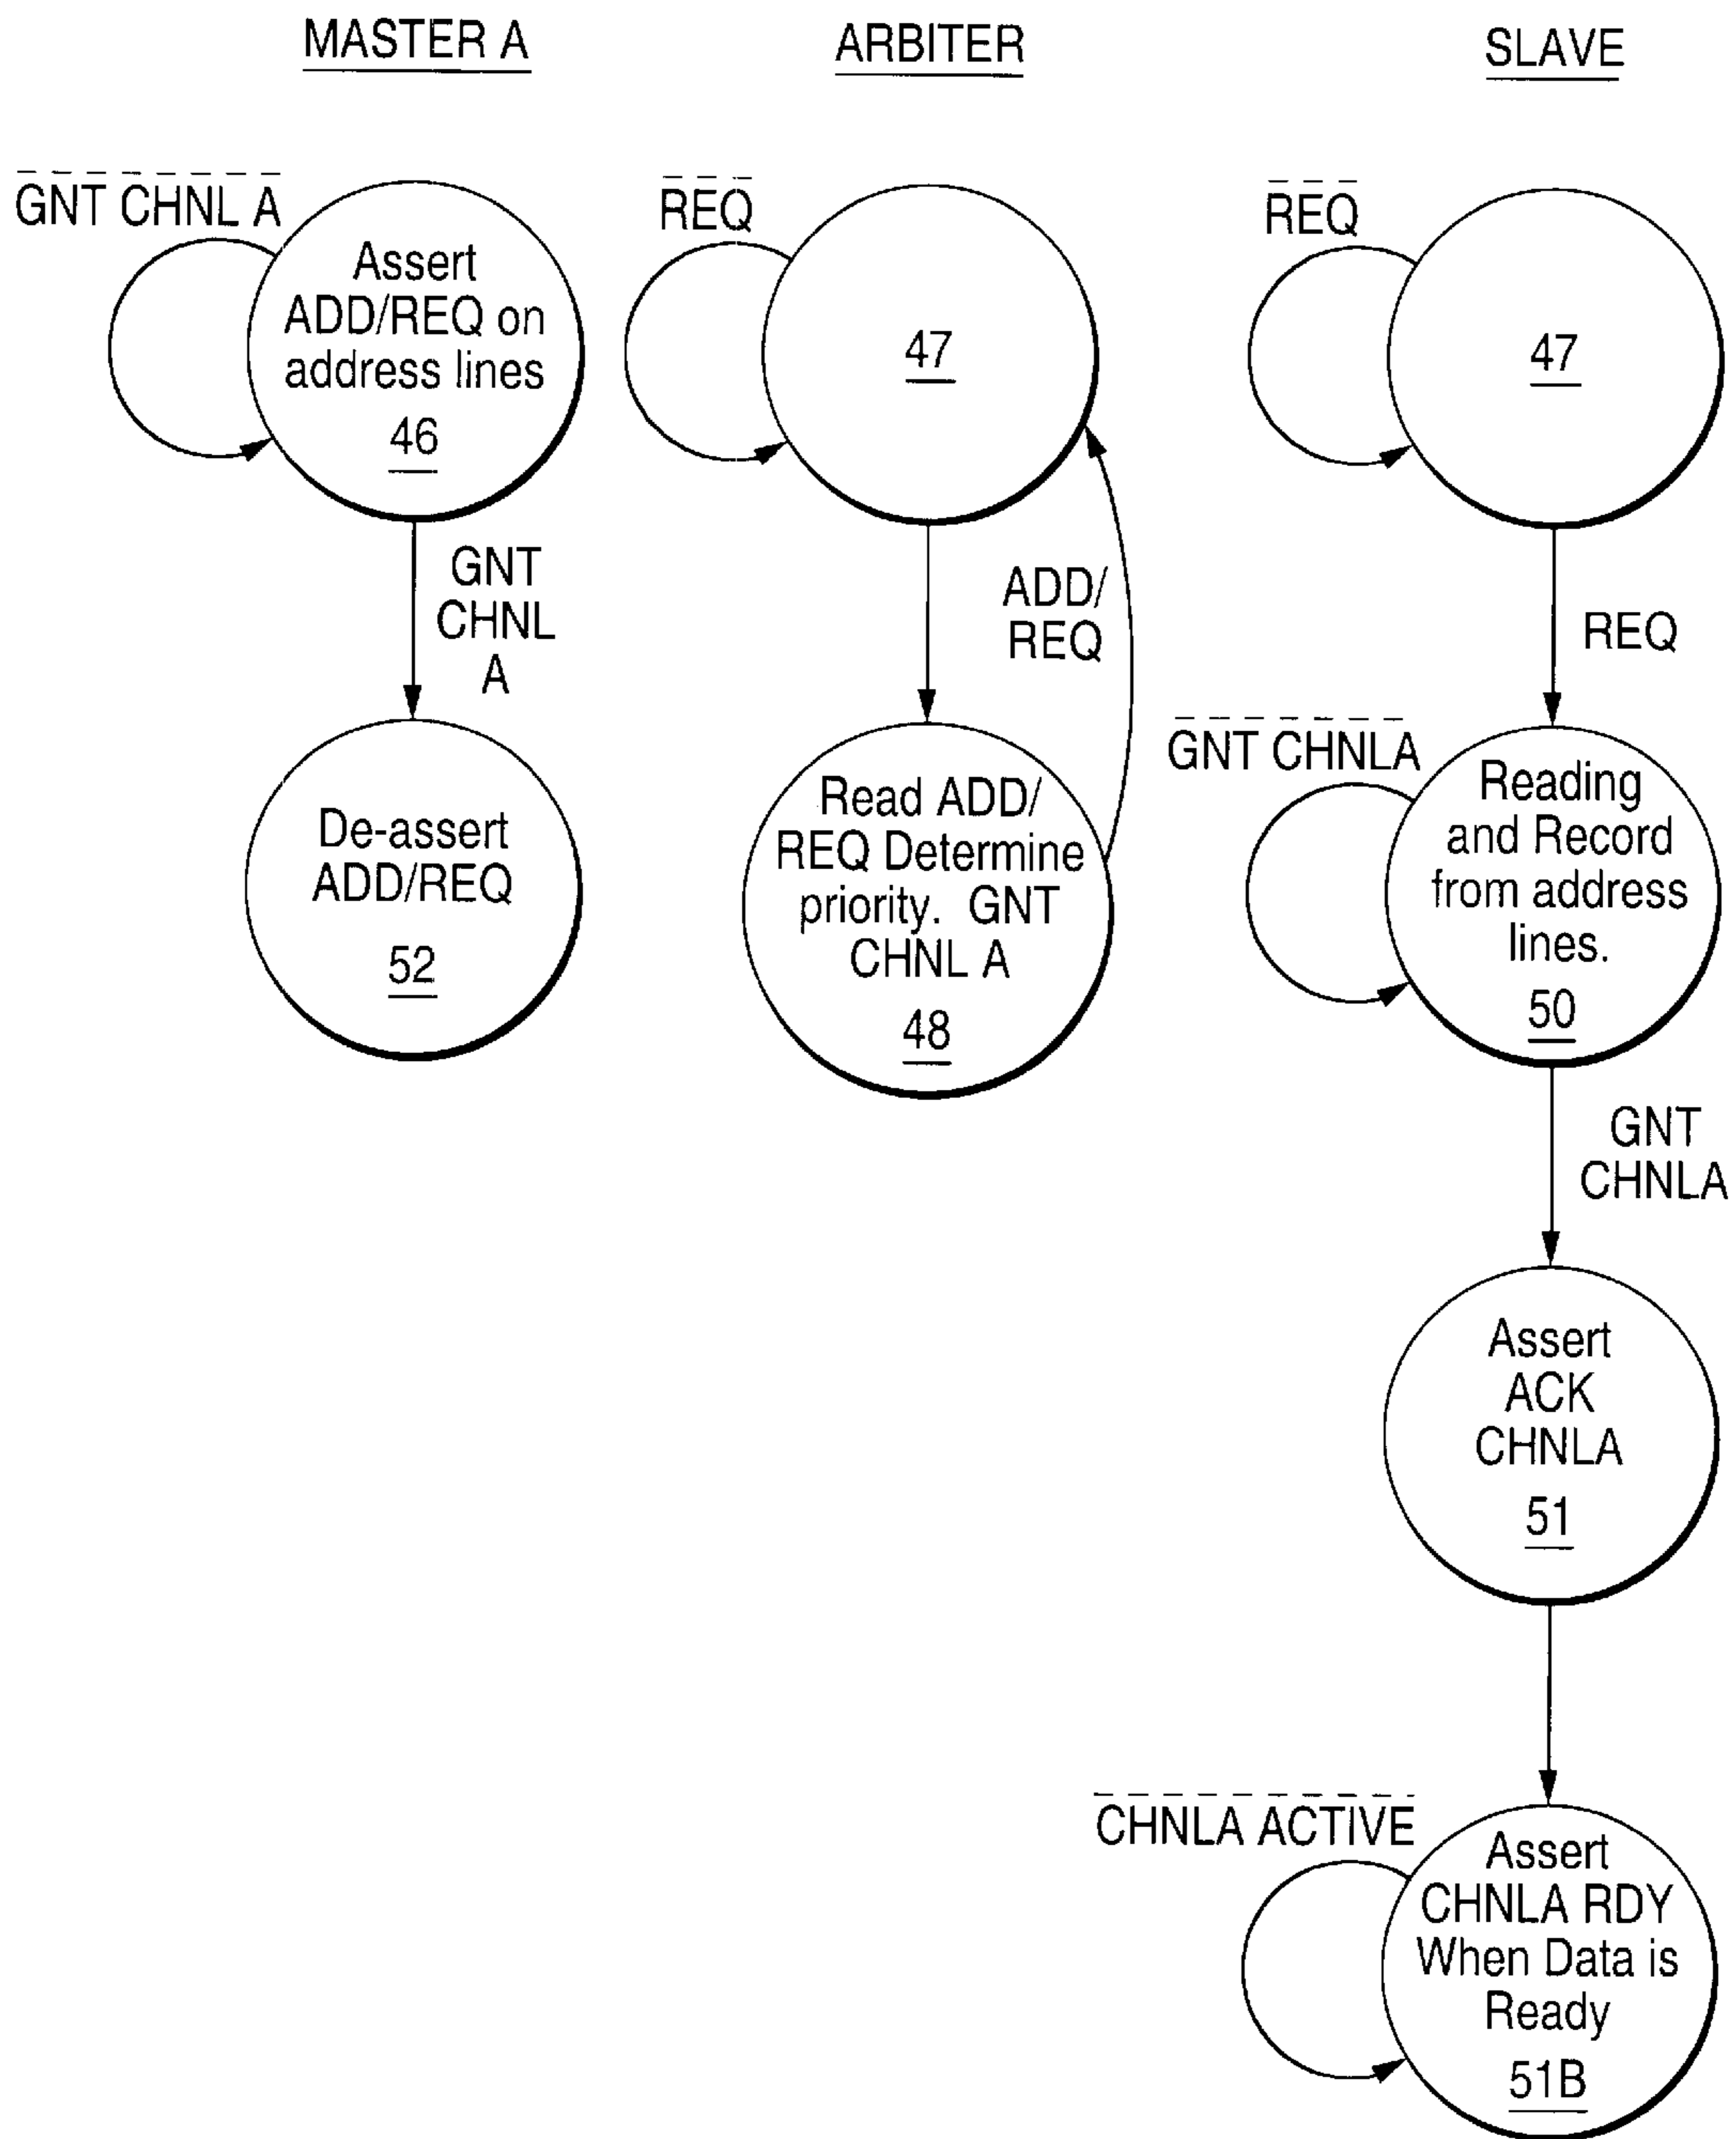 MASTER A
ARBITER
SLAVE
GNT CHNL A
Assert
ADD/REQ on
address lines
46
GNT
CHNL
A
De-assert
ADD/REQ
52
REQ
47
ADD/
REQ
Read ADD/
REQ Determine
priority. GNT
CHNL A
48
REQ
47
REQ
GNT CHNLA
Reading
and Record
from address
lines.
50
GNT
CHNLA
Assert
ACK
CHNLA
51
CHNLA ACTIVE
Assert
CHNLA RDY
When Data is
Ready
51B